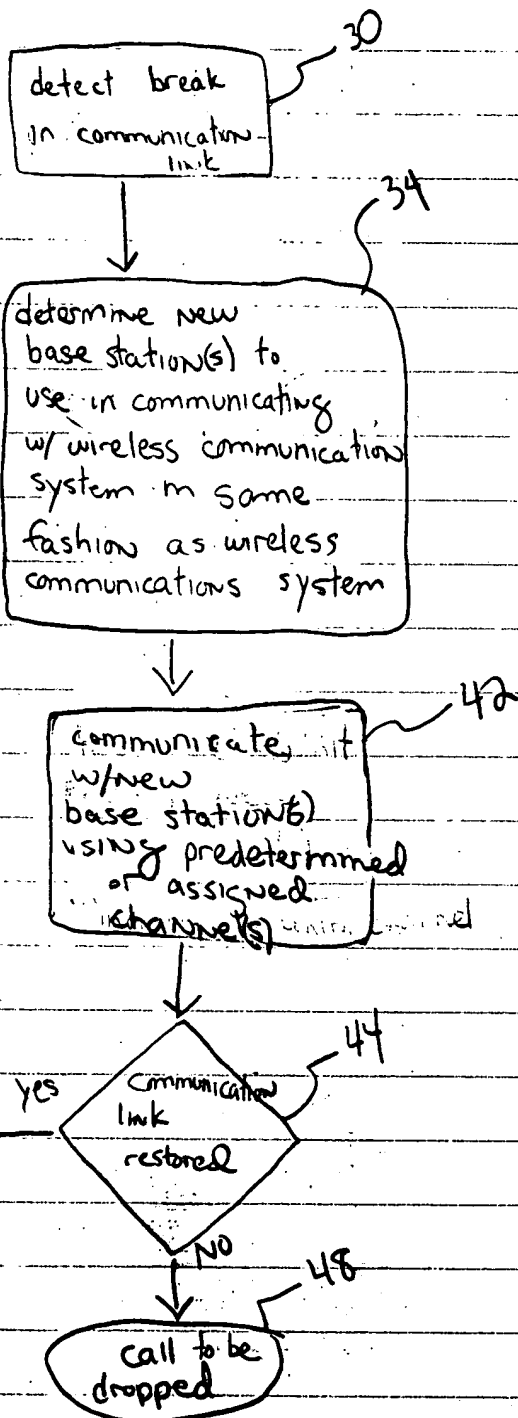 30
detect break
in communication
link
34
determine new
base station(s) to
use in communicating
w/ wireless communication
system in same
fashion as wireless
communications system
42
communicate,
w/new
base station(s)
using predetermined
or assigned
channel(s)
44
yes
communication
link
restored
NO
48
call to be
dropped